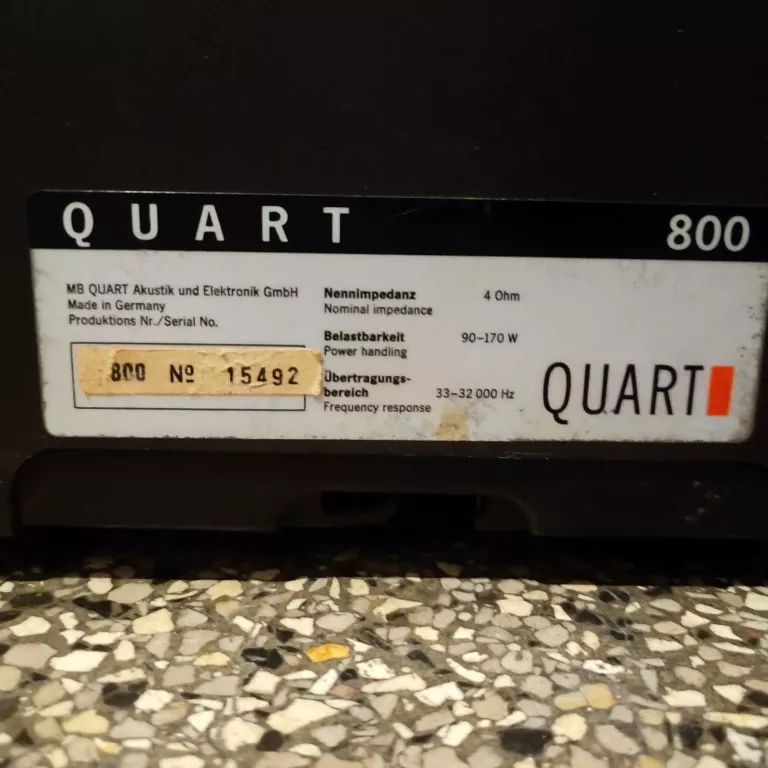 QUART 800
MB QUART Akustik und Elektronik GmbH
Made in Germany
Produktions Nr./Serial No.
800 Nº 15492
Nennimpedanz 4 Ohm
Nominal impedance
Belastbarkeit 90-170 W
Power handling
Übertragungs-
bereich 33-32 000 Hz
Frequency response
QUART